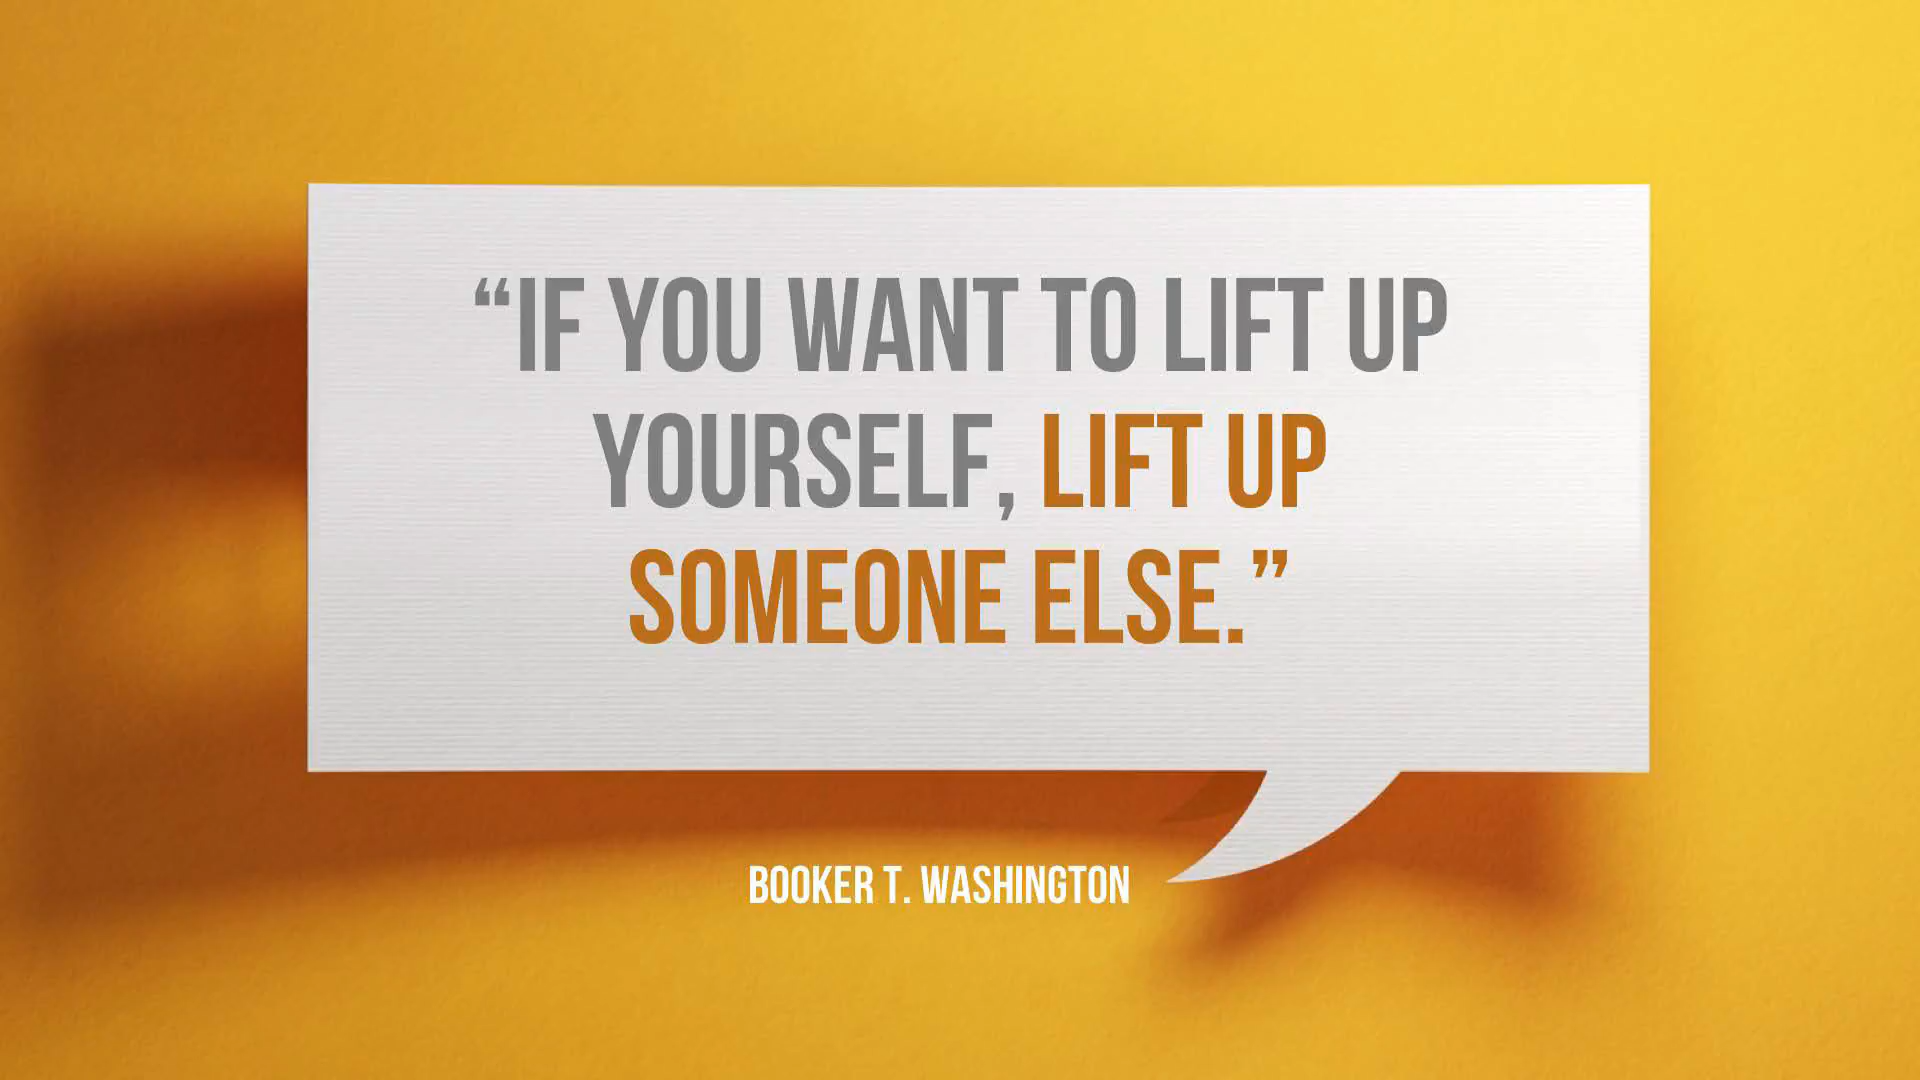 “IF YOU WANT TO LIFT UP
YOURSELF, LIFT UP
SOMEONE ELSE.”
BOOKER T. WASHINGTON